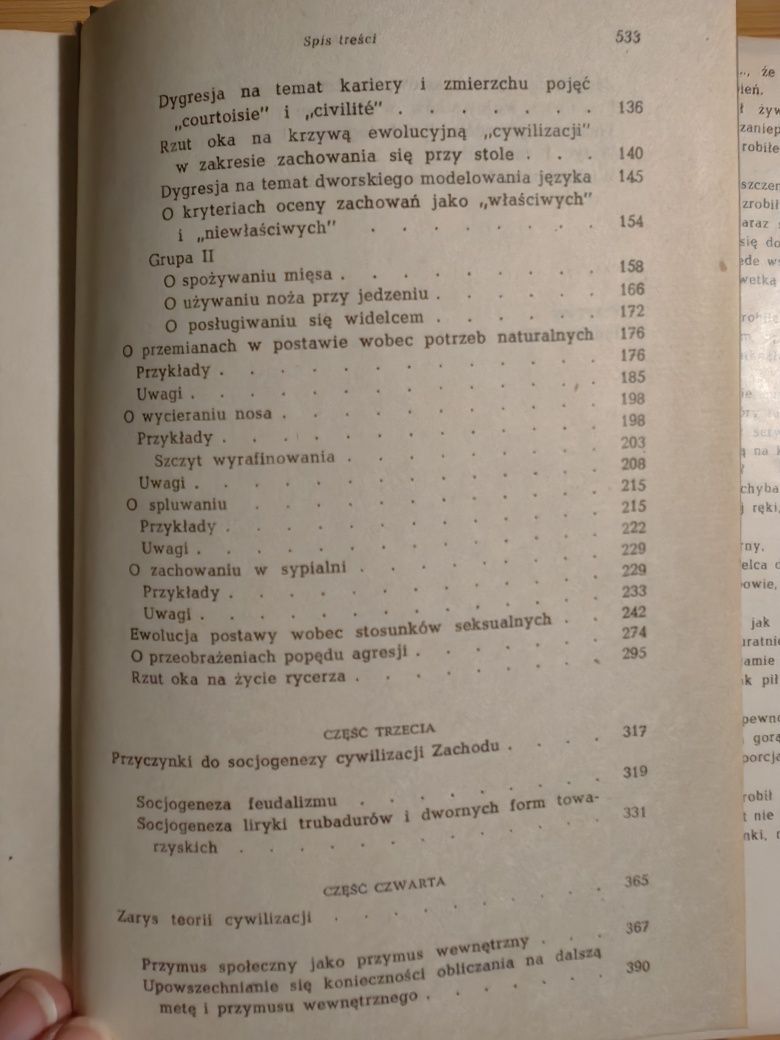 Spis treści 533
Dygresja na temat kariery i zmierzchu pojęć
„courtoisie" i „civilité" . . . . . . . 136
Rzut oka na krzywą ewolucyjną „cywilizacji"
w zakresie zachowania się przy stole . . . 140
Dygresja na temat dworskiego modelowania języka 145
O kryteriach oceny zachowań jako „właściwych"
i „niewłaściwych" . . . . . . . 154
Grupa II
O spożywaniu mięsa . . . . . . . . 158
O używaniu noża przy jedzeniu . . . . . 166
O posługiwaniu się widelcem . . . . . 172
O przemianach w postawie wobec potrzeb naturalnych 176
Przykłady . . . . . . . . . . . 176
Uwagi . . . . . . . . . . . . 185
O wycieraniu nosa . . . . . . . . . 198
Przykłady . . . . . . . . . . . 198
Szczyt wyrafinowania . . . . . . . 203
Uwagi . . . . . . . . . . . . 208
O spluwaniu . . . . . . . . . . 215
Przykłady . . . . . . . . . . . 215
Uwagi . . . . . . . . . . . . 222
O zachowaniu w sypialni . . . . . . . 229
Przykłady . . . . . . . . . . . 229
Uwagi . . . . . . . . . . . . 233
Ewolucja postawy wobec stosunków seksualnych . . 242
O przeobrażeniach popędu agresji . . . . . 274
Rzut oka na życie rycerza . . . . . . . 295
CZĘŚĆ TRZECIA
Przyczynki do socjogenezy cywilizacji Zachodu . . . . 317
Socjogeneza feudalizmu . . . . . . . 319
Socjogeneza liryki trubadurów i dwornych form towa-
rzyskich . . . . . . . . . . 331
CZĘŚĆ CZWARTA
Zarys teorii cywilizacji . . . . . . . . 365
Przymus społeczny jako przymus wewnętrzny . . . 367
Upowszechnianie się konieczności obliczania na dalszą
metę i przymusu wewnętrznego . . . . . 390